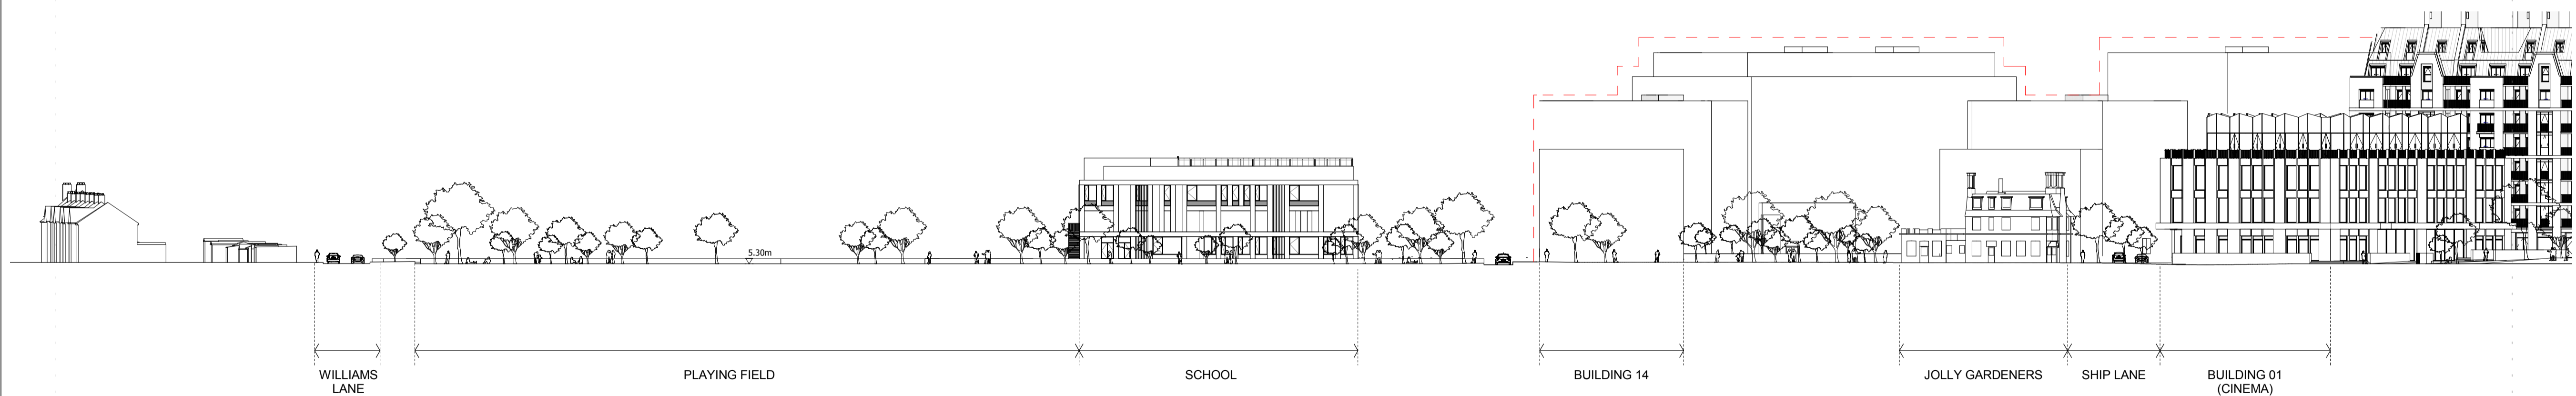 5.30m
WILLIAMS
LANE
PLAYING FIELD
SCHOOL
BUILDING 14
JOLLY GARDENERS
SHIP LANE
BUILDING 01
(CINEMA)